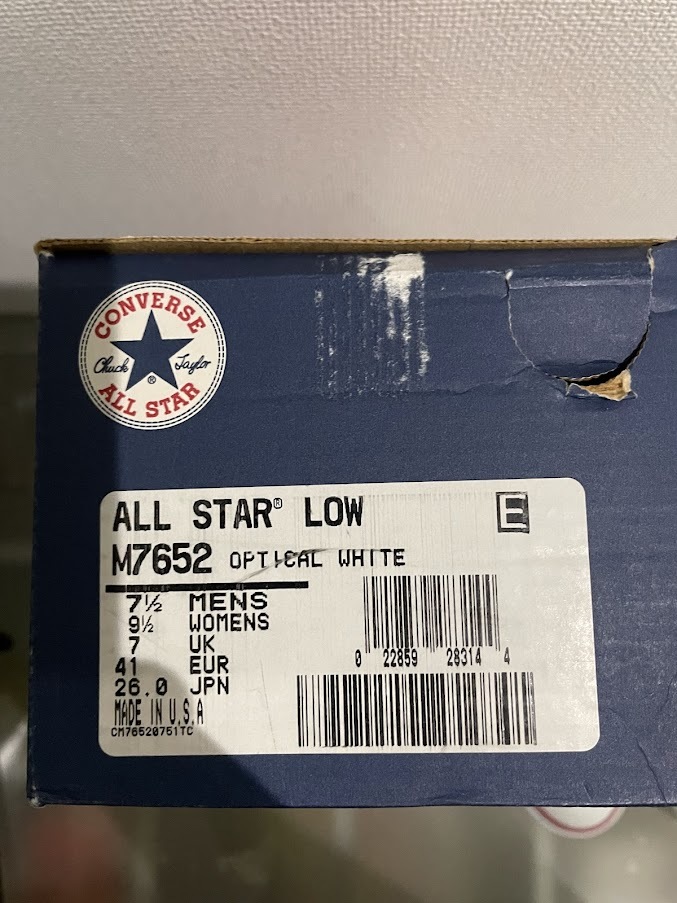 CONVERSE
Chuck Taylor
®
ALL STAR
ALL STAR® LOW E
M7652 OPTICAL WHITE
7½ MENS
9½ WOMENS
7 UK
41 EUR
26.0 JPN
MADE IN U.S.A
CM76520751TC
0 22859 28314 4